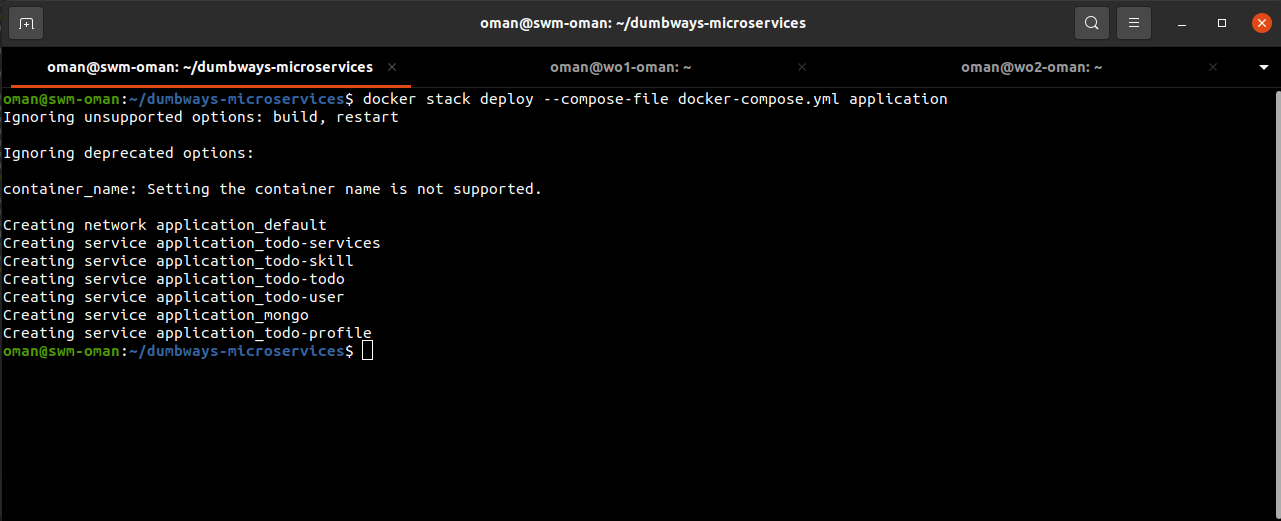 oman@swm-oman: ~/dumbways-microservices
oman@swm-oman: ~/dumbways-microservices
oman@wo1-oman: ~
oman@wo2-oman: ~
oman@swm-oman:~/dumbways-microservices$ docker stack deploy --compose-file docker-compose.yml application
Ignoring unsupported options: build, restart
Ignoring deprecated options:
container_name: Setting the container name is not supported.
Creating network application_default
Creating service application_todo-services
Creating service application_todo-skill
Creating service application_todo-todo
Creating service application_todo-user
Creating service application_mongo
Creating service application_todo-profile
oman@swm-oman:~/dumbways-microservices$